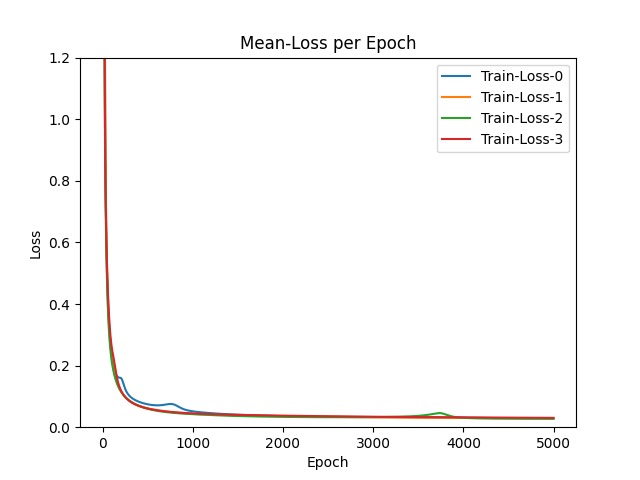 Mean-Loss per Epoch
1.2
1.0
0.8
0.6
0.4
0.2
0.0
Loss
Train-Loss-0
Train-Loss-1
Train-Loss-2
Train-Loss-3
0 1000 2000 3000 4000 5000
Epoch